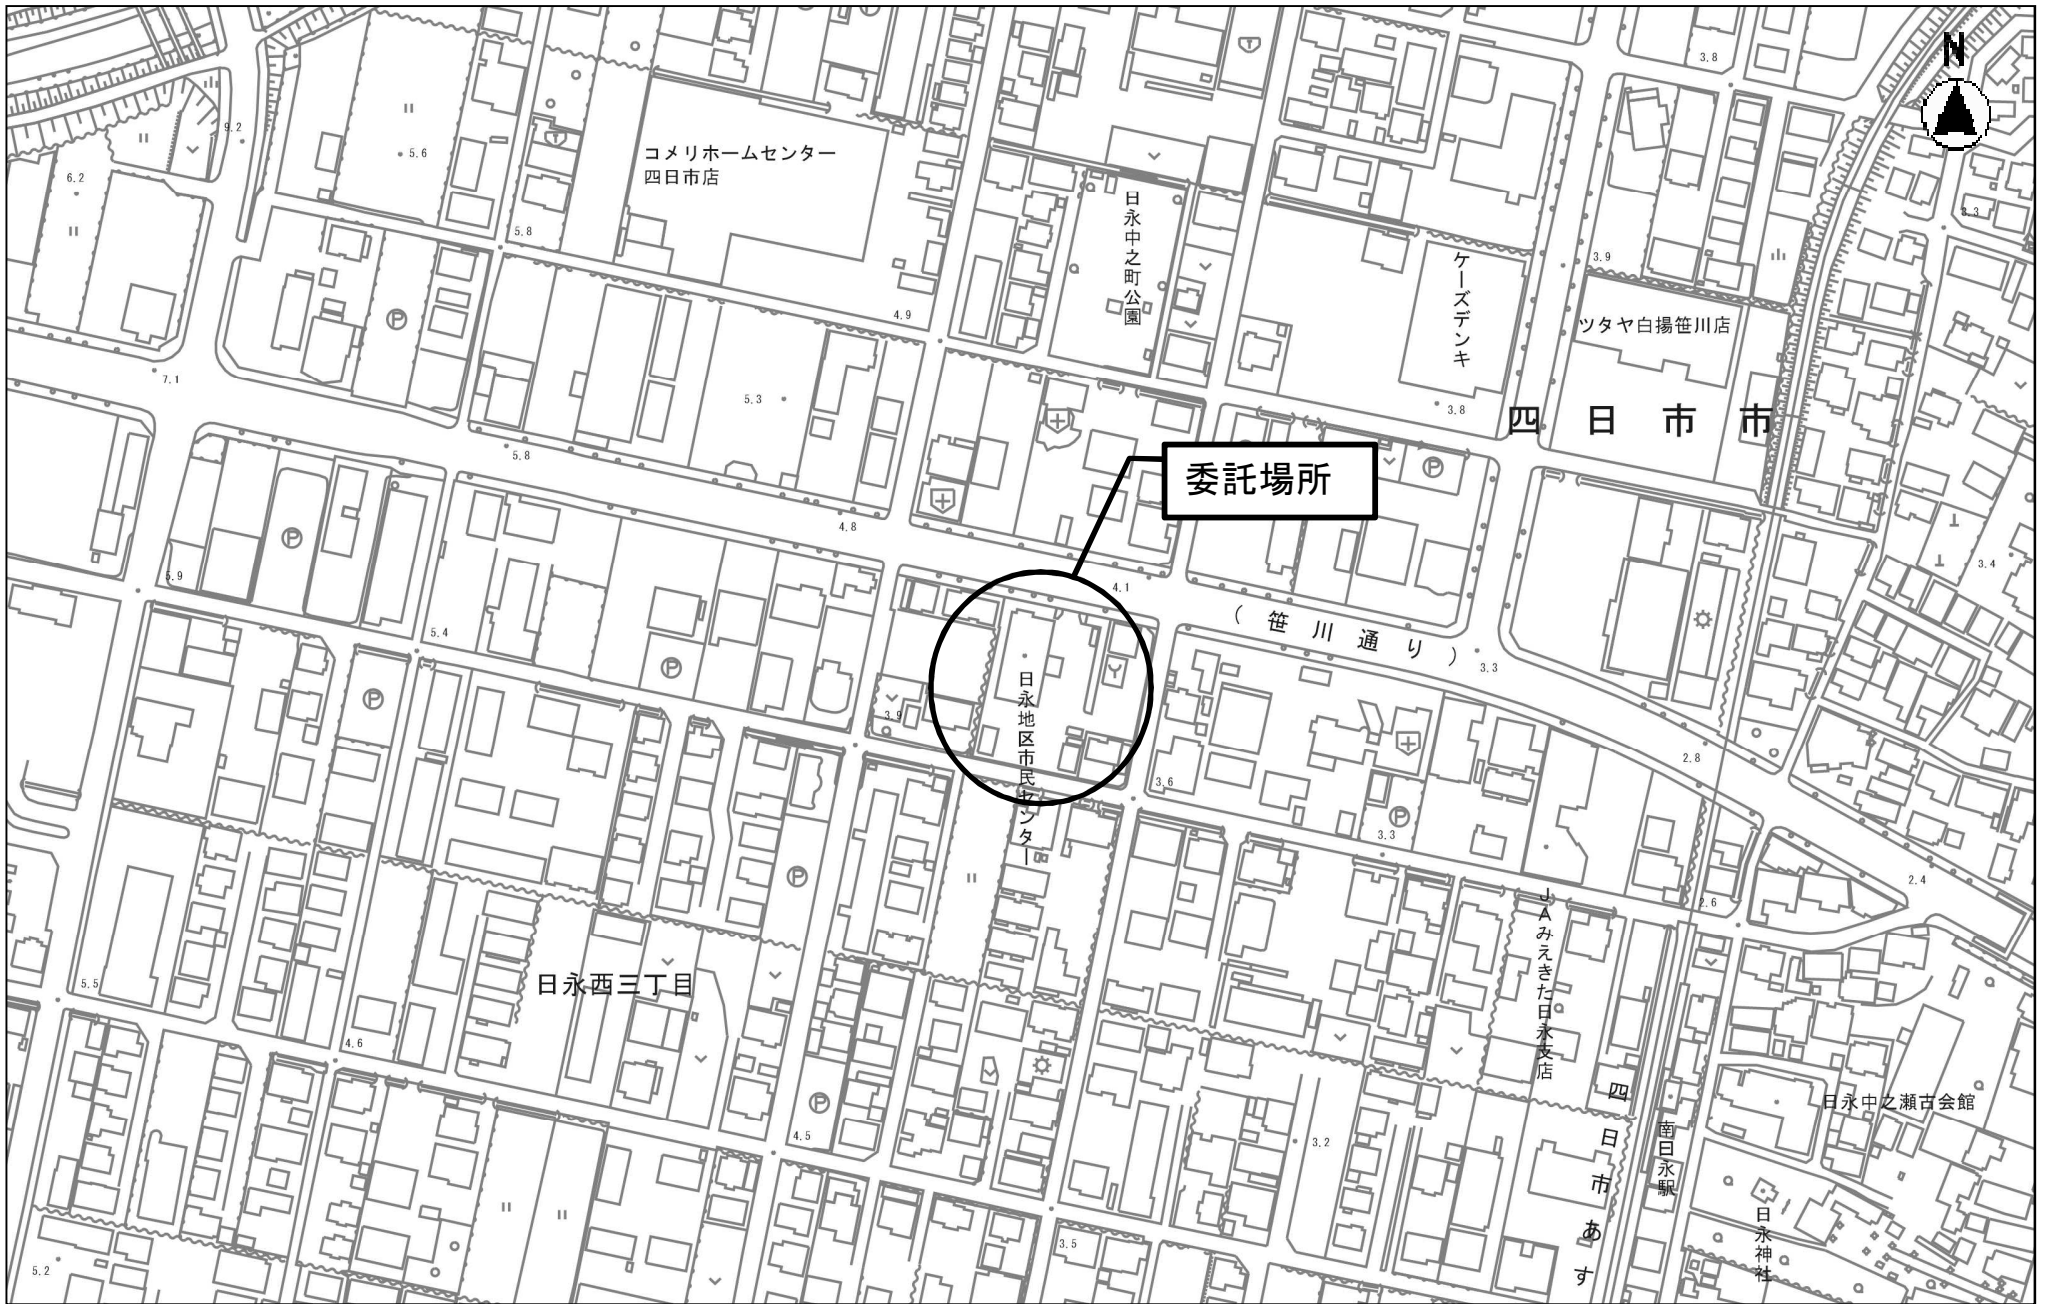 N
3.8
9.2
5.6
コメリホームセンター
四日市店
6.2
日永中之町公園
3.3
5.8
3.9
ケーズデンキ
4.9
ツタヤ白揚笹川店
7.1
5.3
3.8
四日市市
5.8
委託場所
P
4.8
P
3.4
5.9
4.1
(笹川通り)
5.4
3.3
P
P
日永地区市民センター
3.9
2.8
3.6
P
3.3
P
2.4
2.6
JAみえきた日永支店
5.5
日永西三丁目
4.6
P
四日市あす
日永中之瀬古会館
4.5
3.2
南日永駅
日永神社
3.5
5.2
P